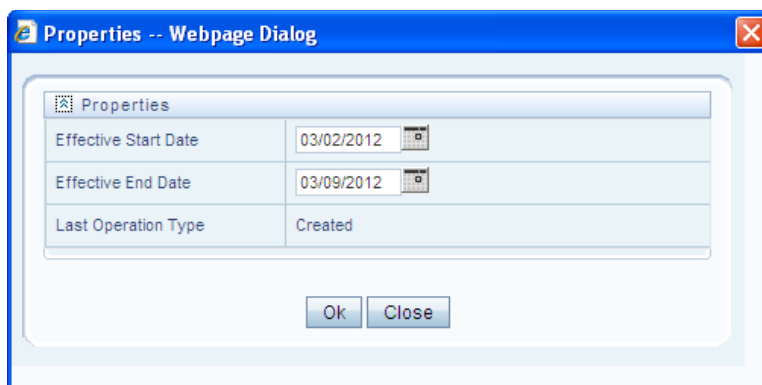 Properties -- Webpage Dialog
Properties
Effective Start Date 03/02/2012
Effective End Date 03/09/2012
Last Operation Type Created
Ok Close